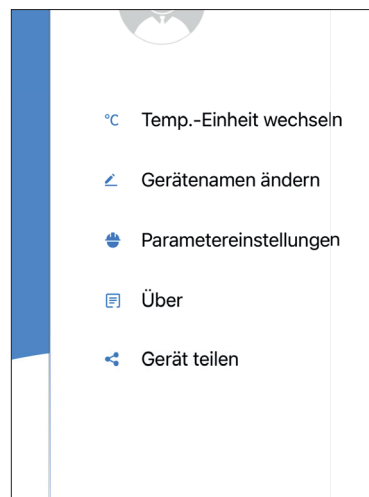 °C Temp.-Einheit wechseln
Gerätenamen ändern
Parametereinstellungen
Über
Gerät teilen